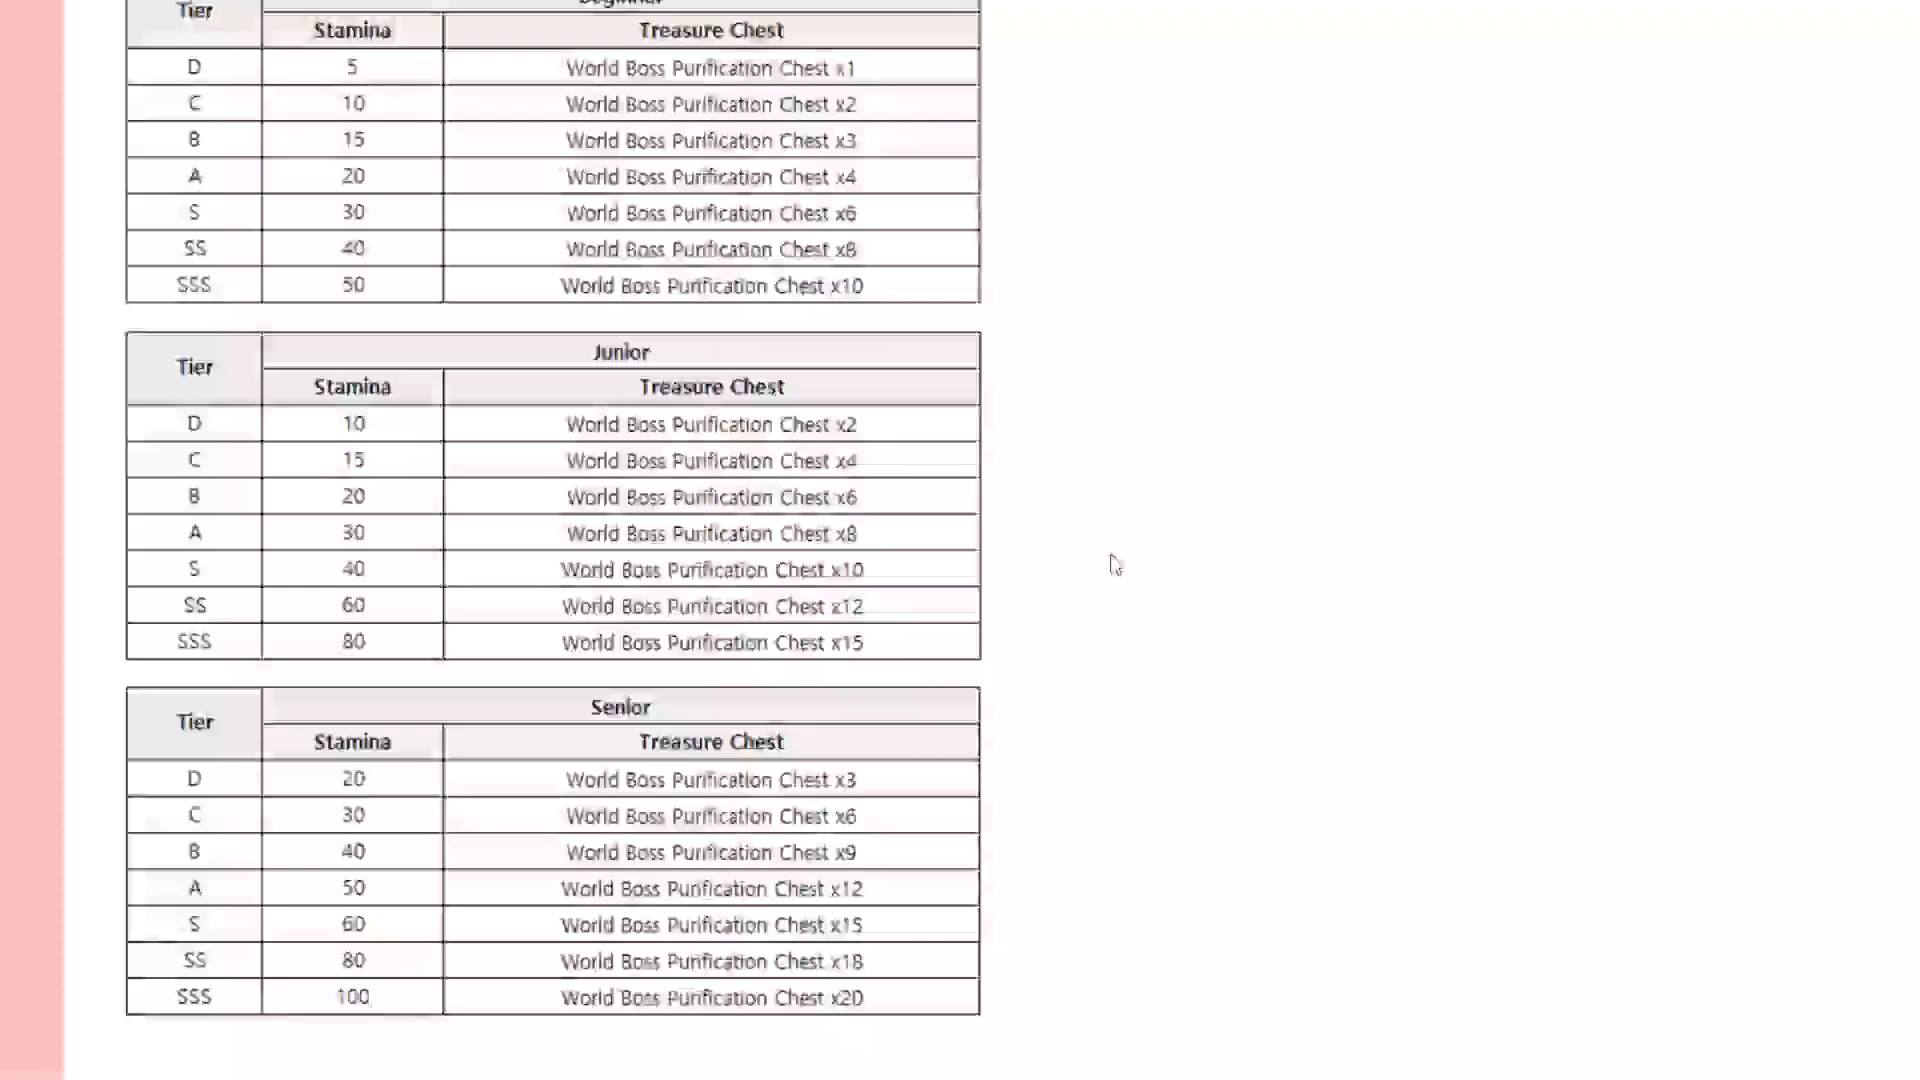 Tier
Beginner
Stamina Treasure Chest
D 5 World Boss Purification Chest x1
C 10 World Boss Purification Chest x2
B 15 World Boss Purification Chest x3
A 20 World Boss Purification Chest x4
S 30 World Boss Purification Chest x6
SS 40 World Boss Purification Chest x8
SSS 50 World Boss Purification Chest x10
Tier
Junior
Stamina Treasure Chest
D 10 World Boss Purification Chest x2
C 15 World Boss Purification Chest x4
B 20 World Boss Purification Chest x6
A 30 World Boss Purification Chest x8
S 40 World Boss Purification Chest x10
SS 60 World Boss Purification Chest x12
SSS 80 World Boss Purification Chest x15
Tier
Senior
Stamina Treasure Chest
D 20 World Boss Purification Chest x3
C 30 World Boss Purification Chest x6
B 40 World Boss Purification Chest x9
A 50 World Boss Purification Chest x12
S 60 World Boss Purification Chest x15
SS 80 World Boss Purification Chest x18
SSS 100 World Boss Purification Chest x20